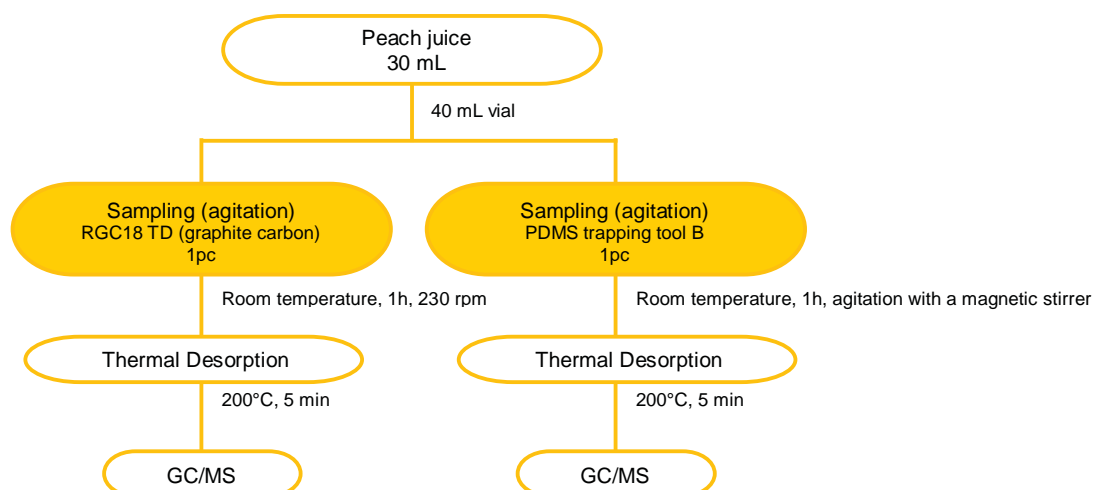 Peach juice
30 mL
40 mL vial
Sampling (agitation)
RGC18 TD (graphite carbon)
1pc
Sampling (agitation)
PDMS trapping tool B
1pc
Room temperature, 1h, 230 rpm
Room temperature, 1h, agitation with a magnetic stirrer
Thermal Desorption
Thermal Desorption
200°C, 5 min
200°C, 5 min
GC/MS
GC/MS